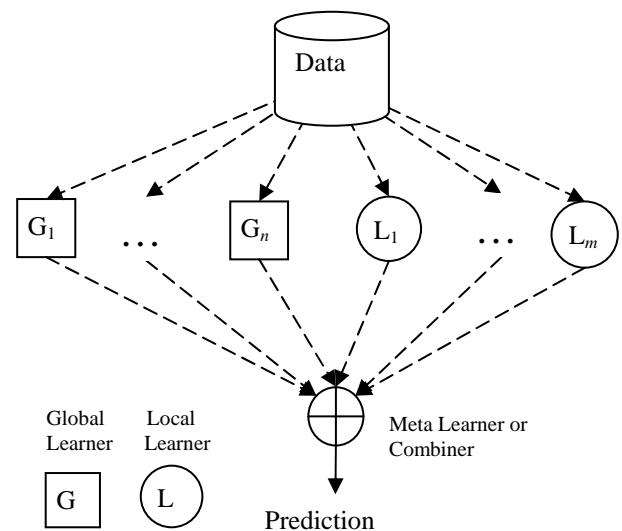 Data
G1 ... Gn L1 ... Lm
Global Learner
Local Learner
Meta Learner or
Combiner
G L
Prediction